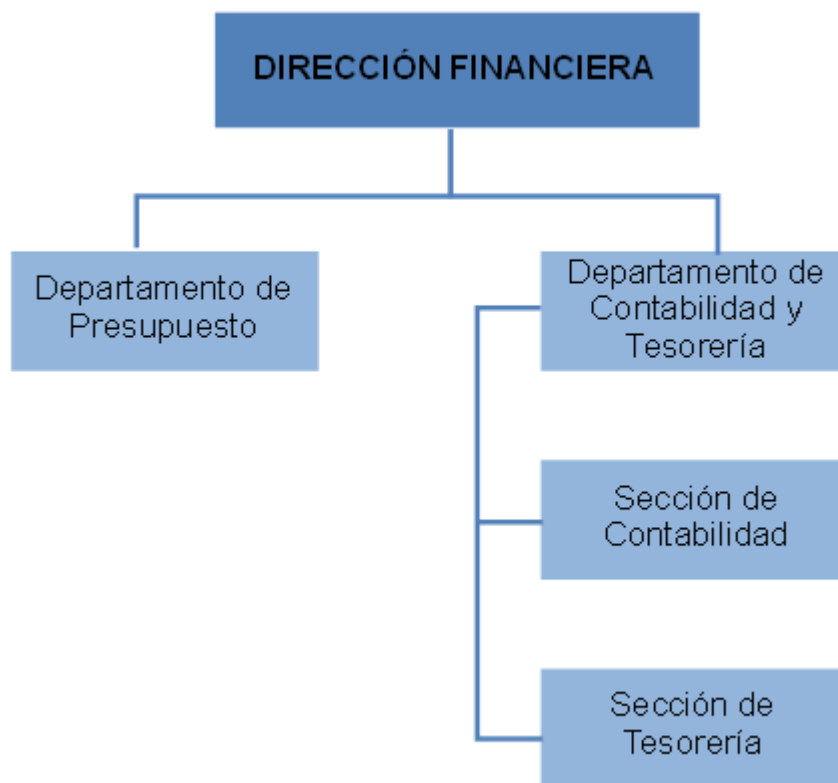 DIRECCIÓN FINANCIERA
Departamento de
Presupuesto
Departamento de
Contabilidad y
Tesorería
Sección de
Contabilidad
Sección de
Tesorería